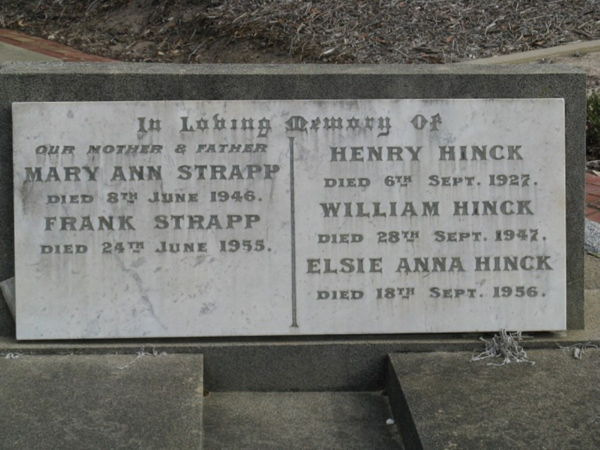 In Loving Memory Of
OUR MOTHER & FATHER
MARY ANN STRAPP
DIED 8TH JUNE 1946.
FRANK STRAPP
DIED 24TH JUNE 1955.
HENRY HINCK
DIED 6TH SEPT. 1927.
WILLIAM HINCK
DIED 28TH SEPT. 1947.
ELSIE ANNA HINCK
DIED 18TH SEPT. 1956.